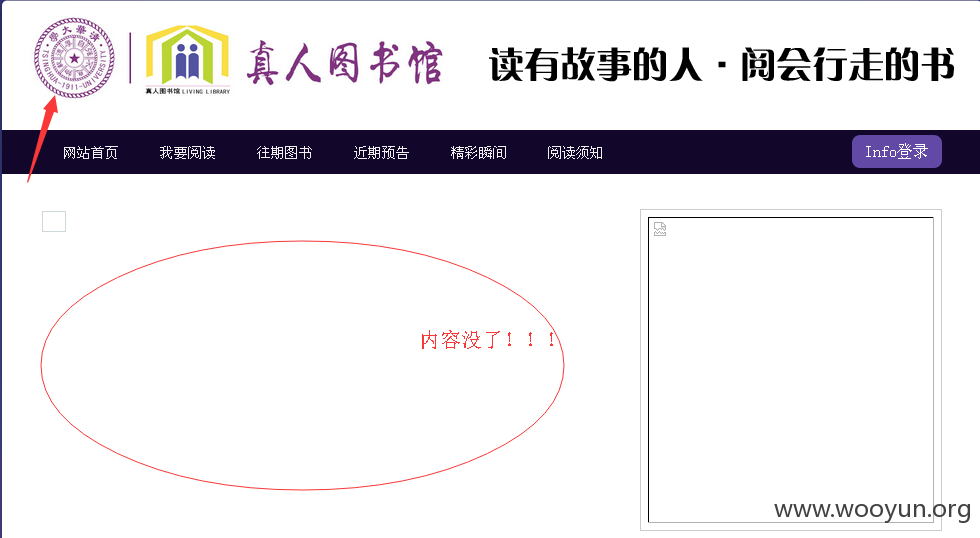 清華大學
·TSINGHUA·
-1911-
UNIVERSITY
真人图书馆 LIVING LIBRARY
真人图书馆
读有故事的人·阅会行走的书
网站首页 我要阅读 往期图书 近期预告 精彩瞬间 阅读须知
Info登录
内容没了！！！
www.wooyun.org